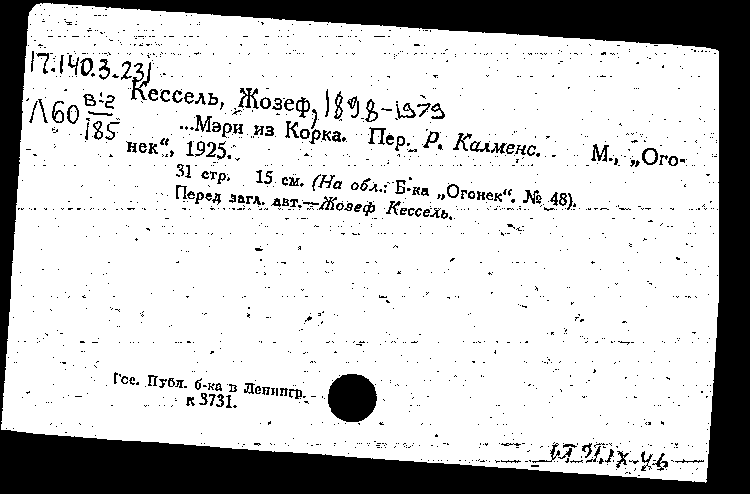 17.140.3.231
Кессель, Жозеф, 1898-1979
Л60 В-2/185
...Мэри из Корка. Пер. Р. Калменс. М., „Ого-
нек“, 1925.
31 стр. 15 см. (На обл.: Б-ка „Огонек“. № 48).
Перед загл. авт.—Жозеф Кессель.
Гос. Публ. б-ка в Ленингр.
к 3731.